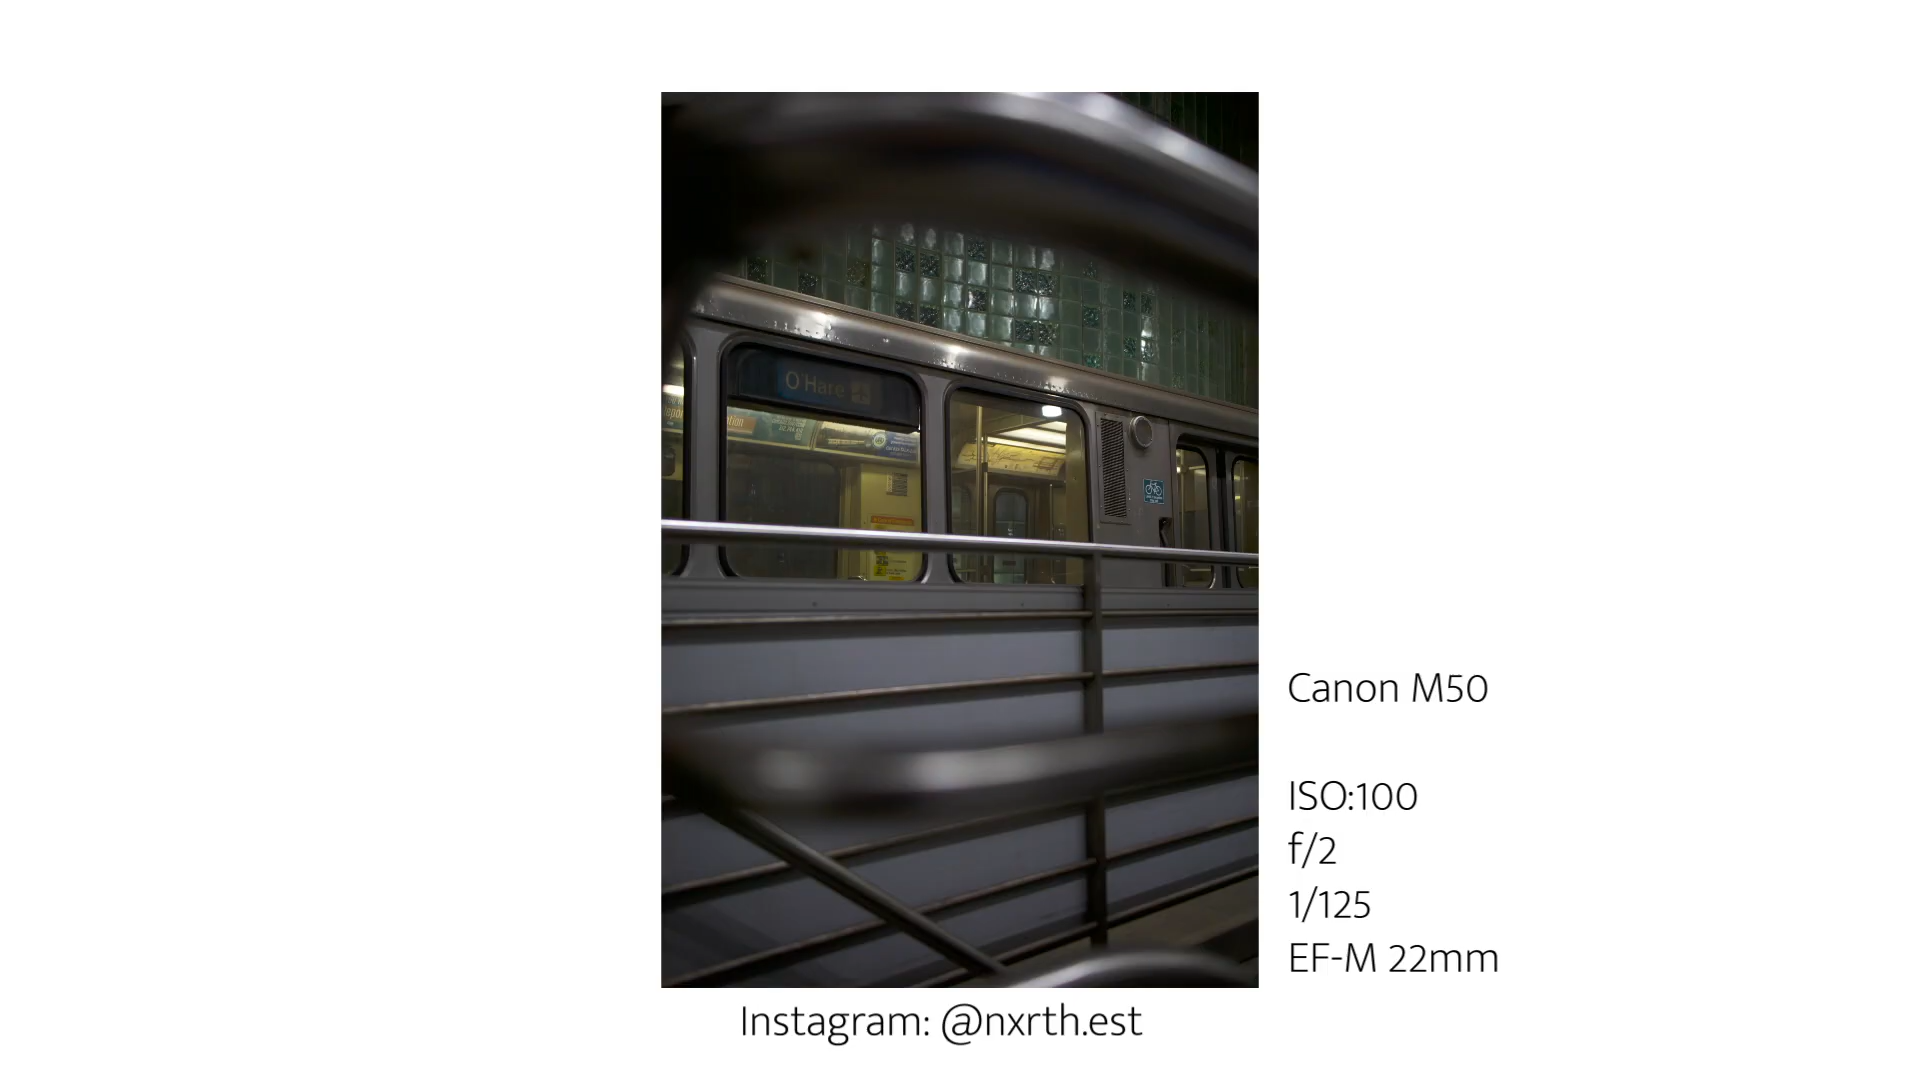 O'Hare
Canon M50
ISO:100
f/2
1/125
EF-M 22mm
Instagram: @nxrth.est